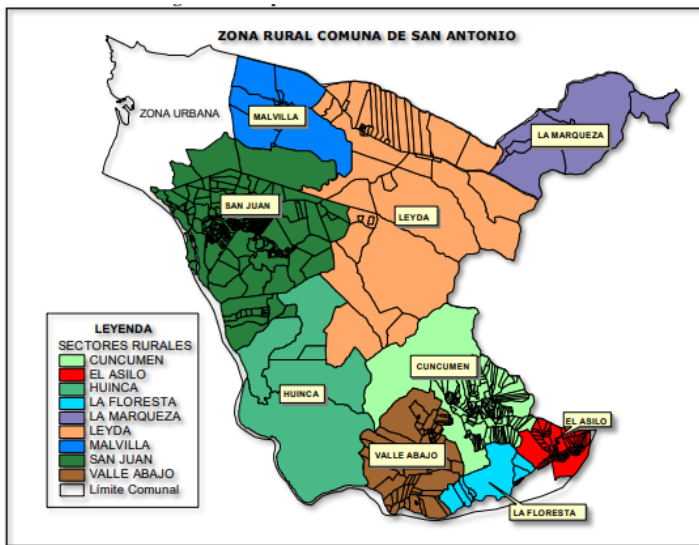 ZONA RURAL COMUNA DE SAN ANTONIO
ZONA URBANA
MALVILLA
LA MARQUEZA
SAN JUAN
LEYDA
CUNCUMEN
HUINCA
EL ASILO
VALLE ABAJO
LA FLORESTA
LEYENDA
SECTORES RURALES
CUNCUMEN
EL ASILO
HUINCA
LA FLORESTA
LA MARQUEZA
LEYDA
MALVILLA
SAN JUAN
VALLE ABAJO
Límite Comunal